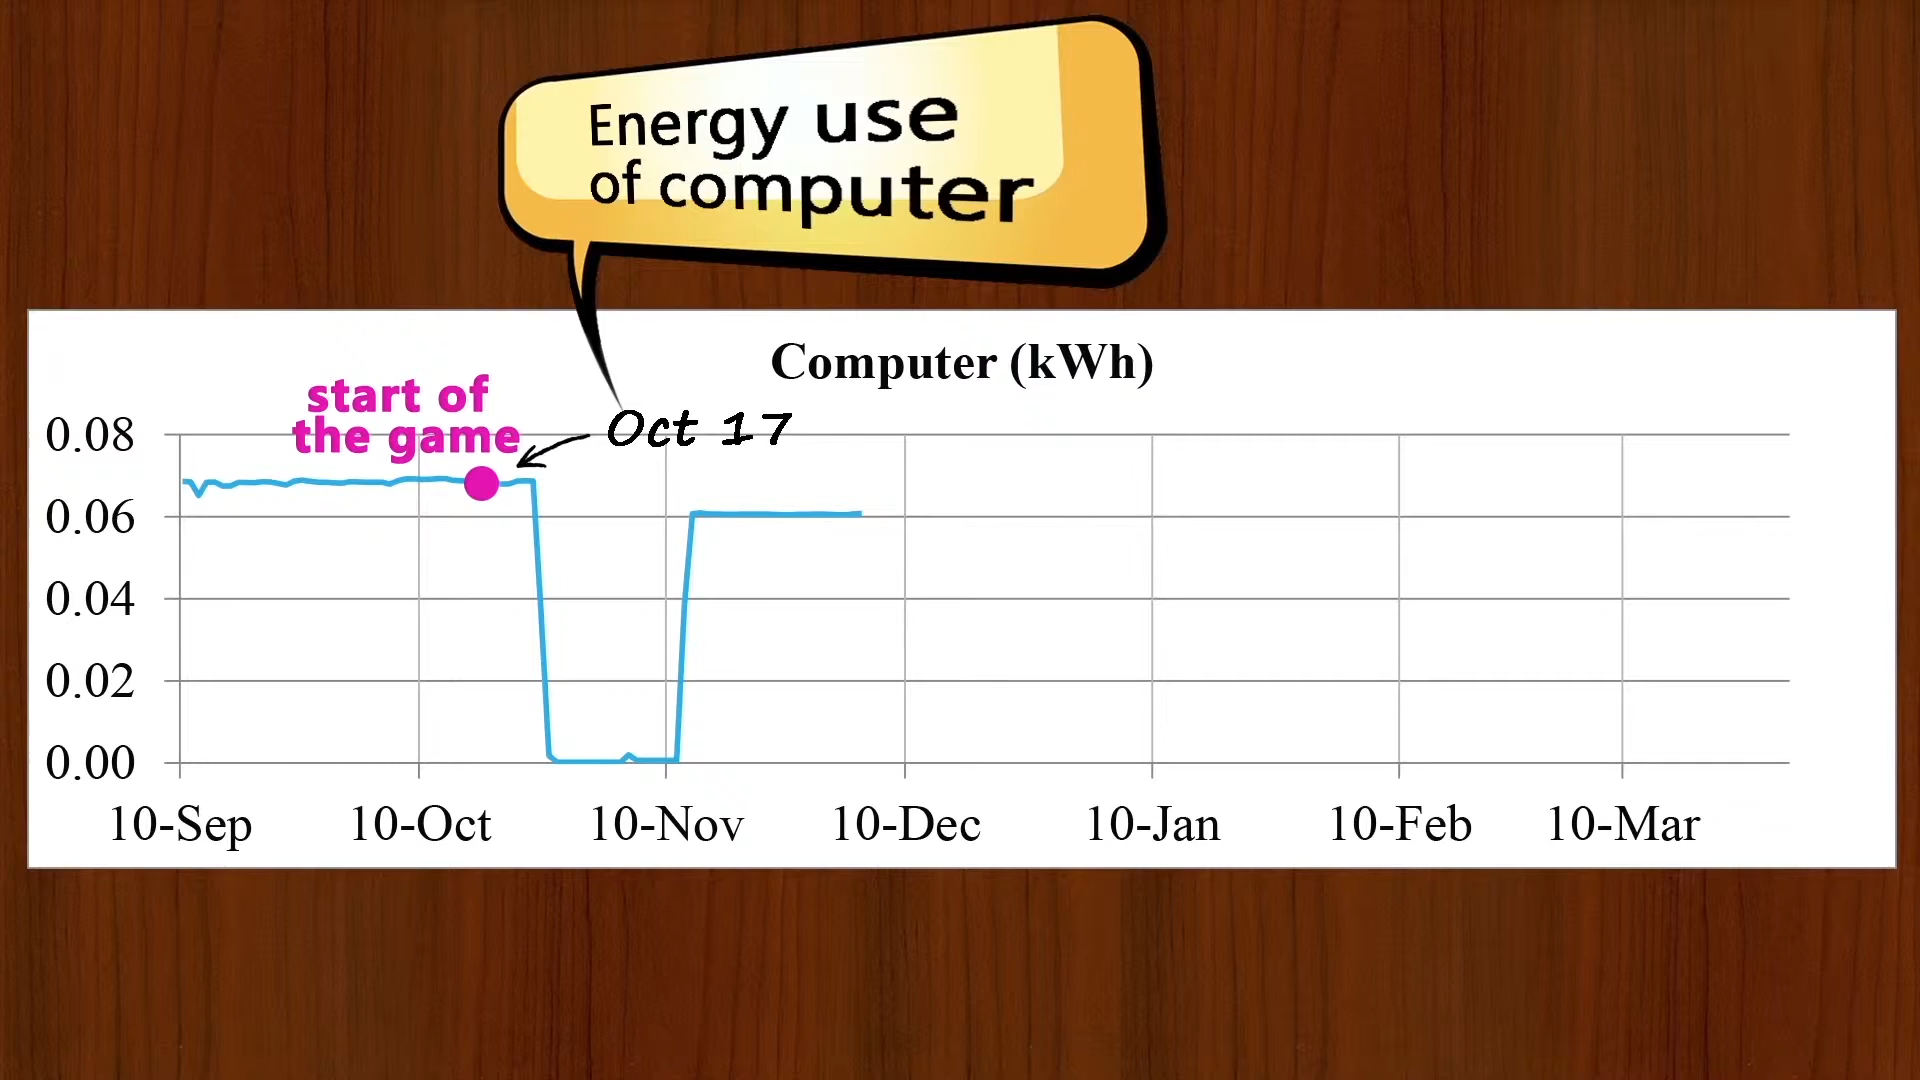 Energy use
of computer
Computer (kWh)
start of
the game
Oct 17
0.08
0.06
0.04
0.02
0.00
10-Sep
10-Oct
10-Nov
10-Dec
10-Jan
10-Feb
10-Mar